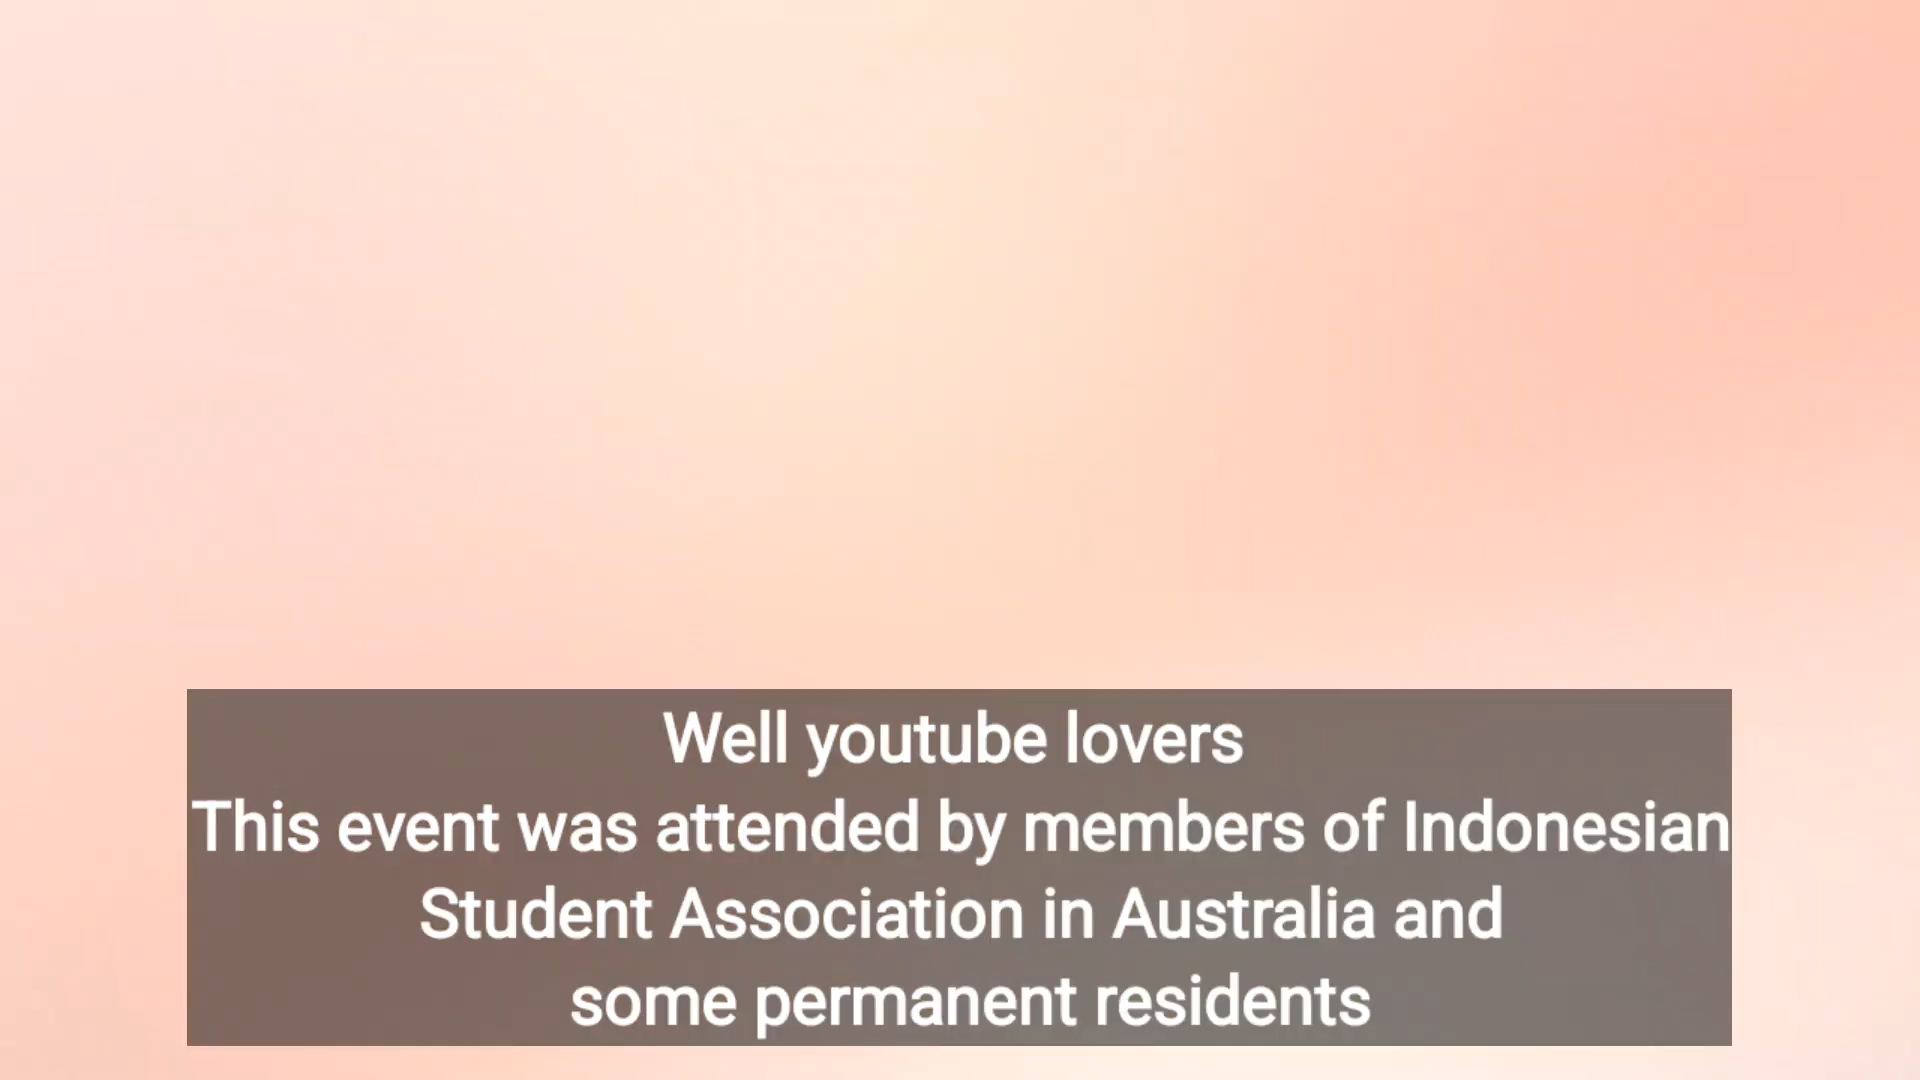 Well youtube lovers
This event was attended by members of Indonesian
Student Association in Australia and
some permanent residents